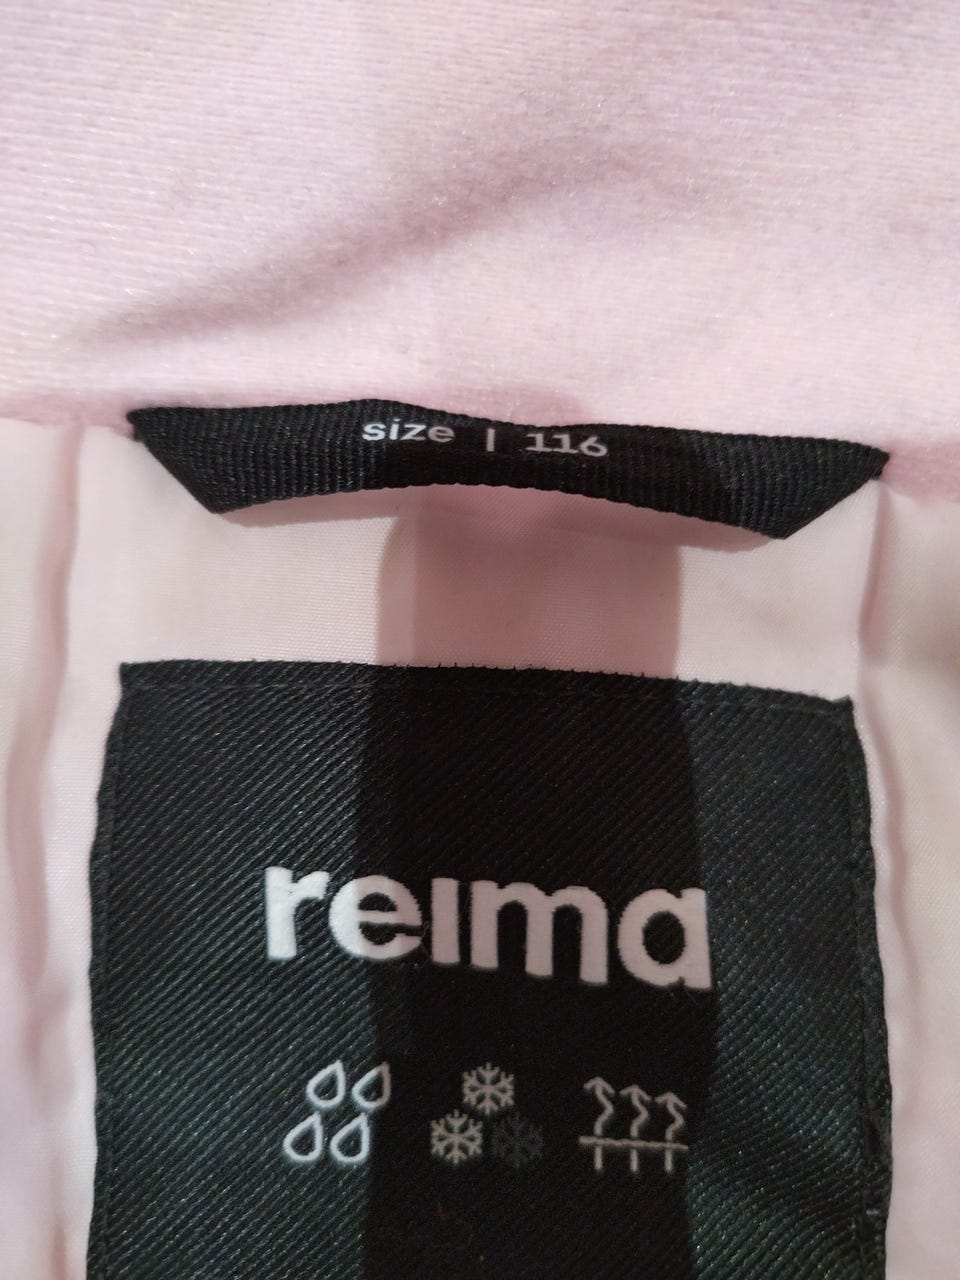 size | 116
reima